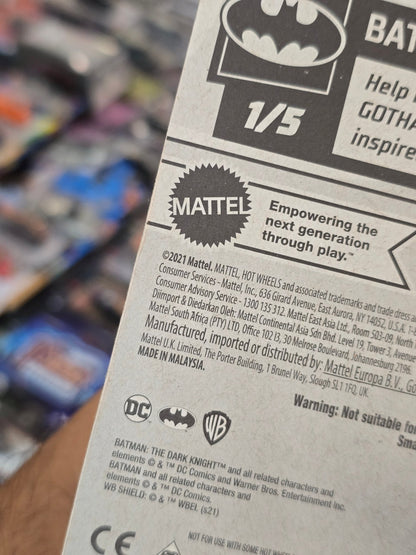 BAT
1/5
Help
GOTHA
inspire
MATTEL
Empowering the
next generation
through play.™
©2021 Mattel. MATTEL, HOT WHEELS and associated trademarks and trade dress a
Consumer Services - Mattel, Inc., 636 Girard Avenue, East Aurora, NY 14052, U.S.A.
Consumer Advisory Service - 1300 135 312. Mattel East Asia Ltd., Room 503-09, North
Diimport & Diedarkan Oleh: Mattel Continental Asia Sdn Bhd. Level 19, Tower 3, Avenue
Mattel South Africa (PTY) LTD, Office 102 I3, 30 Melrose Boulevard, Johannesburg 2196.
Manufactured, imported or distributed by: Mattel Europa B.V.,
Mattel U.K. Limited, The Porter Building, 1 Brunel Way, Slough SL1 1FQ, UK.
MADE IN MALAYSIA.
Warning: Not suitable for
Sma
DC
WB
BATMAN: THE DARK KNIGHT™ and all related characters and
elements © & ™ DC Comics and Warner Bros. Entertainment Inc.
BATMAN and all related characters and
elements © & ™ DC Comics
WB SHIELD: © & ™ WBEI. (s21)
CE
NOT FOR USE WITH SOME HOT WHEE